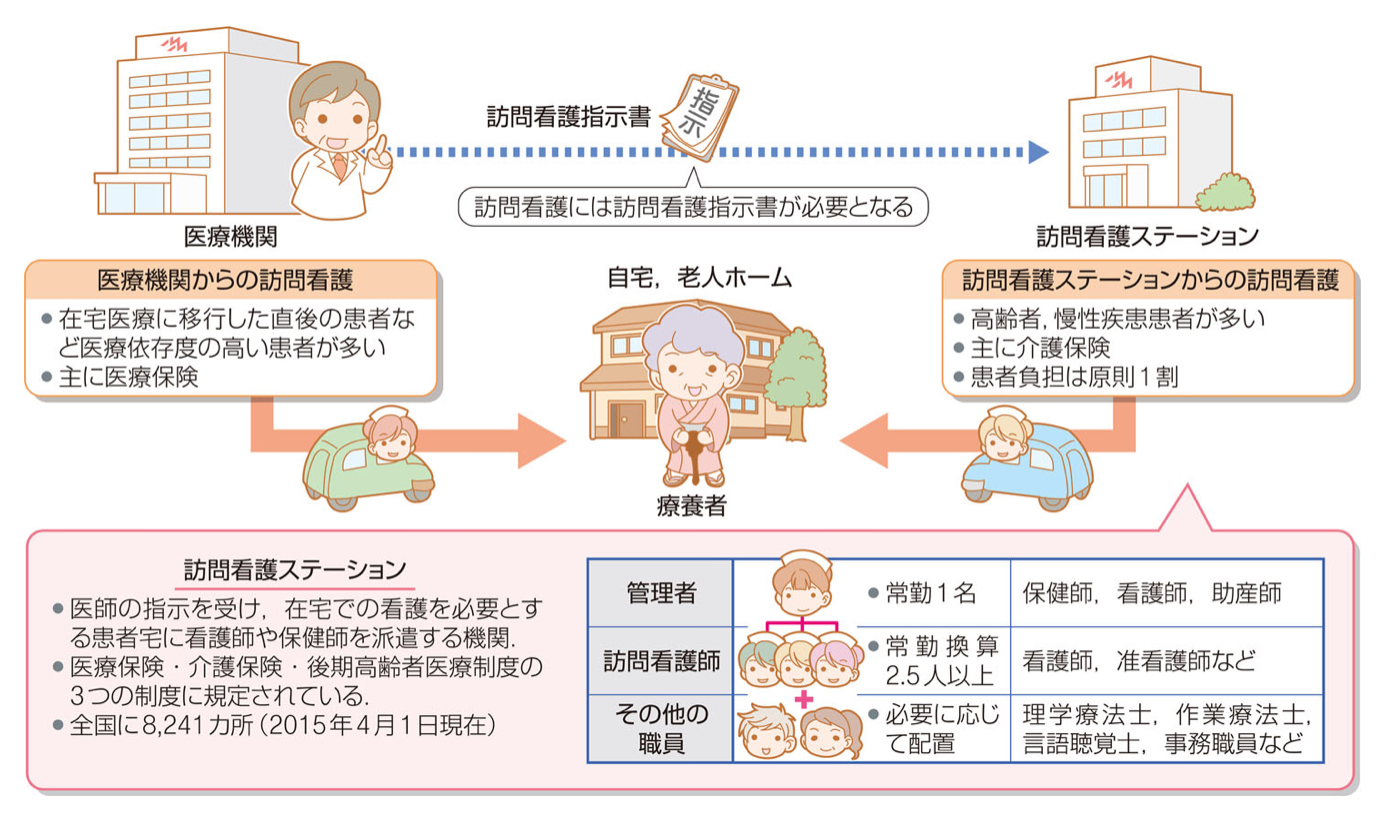 訪問看護指示書
指示
訪問看護には訪問看護指示書が必要となる
医療機関
訪問看護ステーション
医療機関からの訪問看護
●在宅医療に移行した直後の患者な
ど医療依存度の高い患者が多い
●主に医療保険
自宅，老人ホーム
療養者
訪問看護ステーションからの訪問看護
●高齢者，慢性疾患患者が多い
●主に介護保険
●患者負担は原則1割
訪問看護ステーション
●医師の指示を受け，在宅での看護を必要とす
る患者宅に看護師や保健師を派遣する機関．
●医療保険・介護保険・後期高齢者医療制度の
3つの制度に規定されている．
●全国に8,241カ所（2015年4月1日現在）
管理者
●常勤1名
保健師，看護師，助産師
訪問看護師
●常勤換算
2.5人以上
看護師，准看護師など
＋
その他の
職員
●必要に応じ
て配置
理学療法士，作業療法士，
言語聴覚士，事務職員など